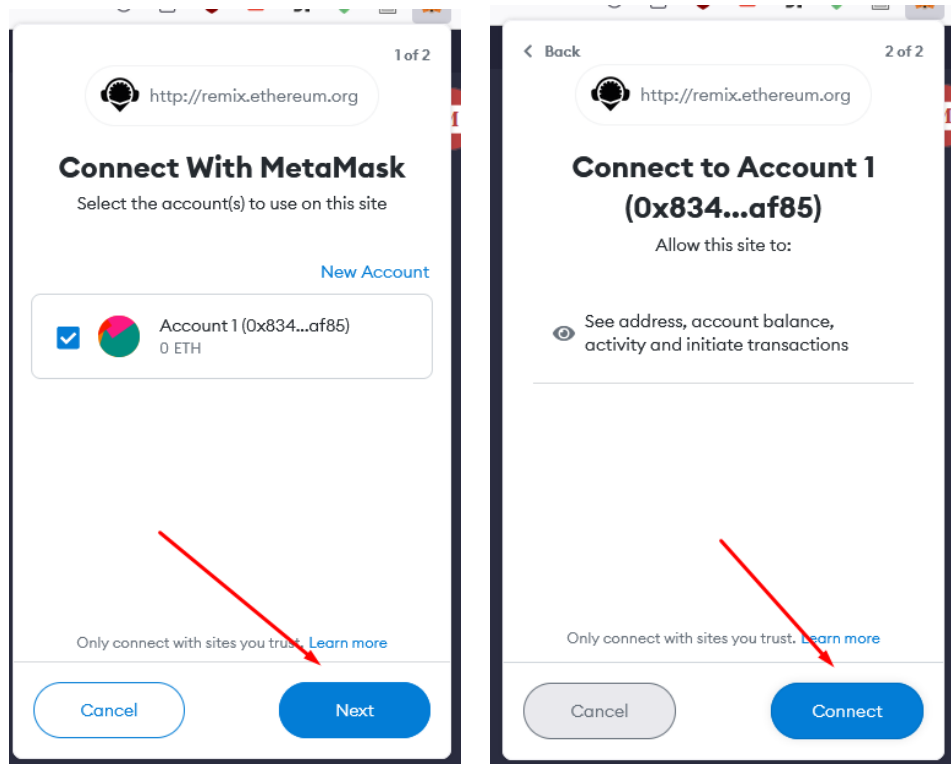 1 of 2
http://remix.ethereum.org
Connect With MetaMask
Select the account(s) to use on this site
New Account
Account 1 (0x834...af85)
0 ETH
Only connect with sites you trust. Learn more
Cancel
Next
Back
2 of 2
http://remix.ethereum.org
Connect to Account 1
(0x834...af85)
Allow this site to:
See address, account balance,
activity and initiate transactions
Only connect with sites you trust. Learn more
Cancel
Connect